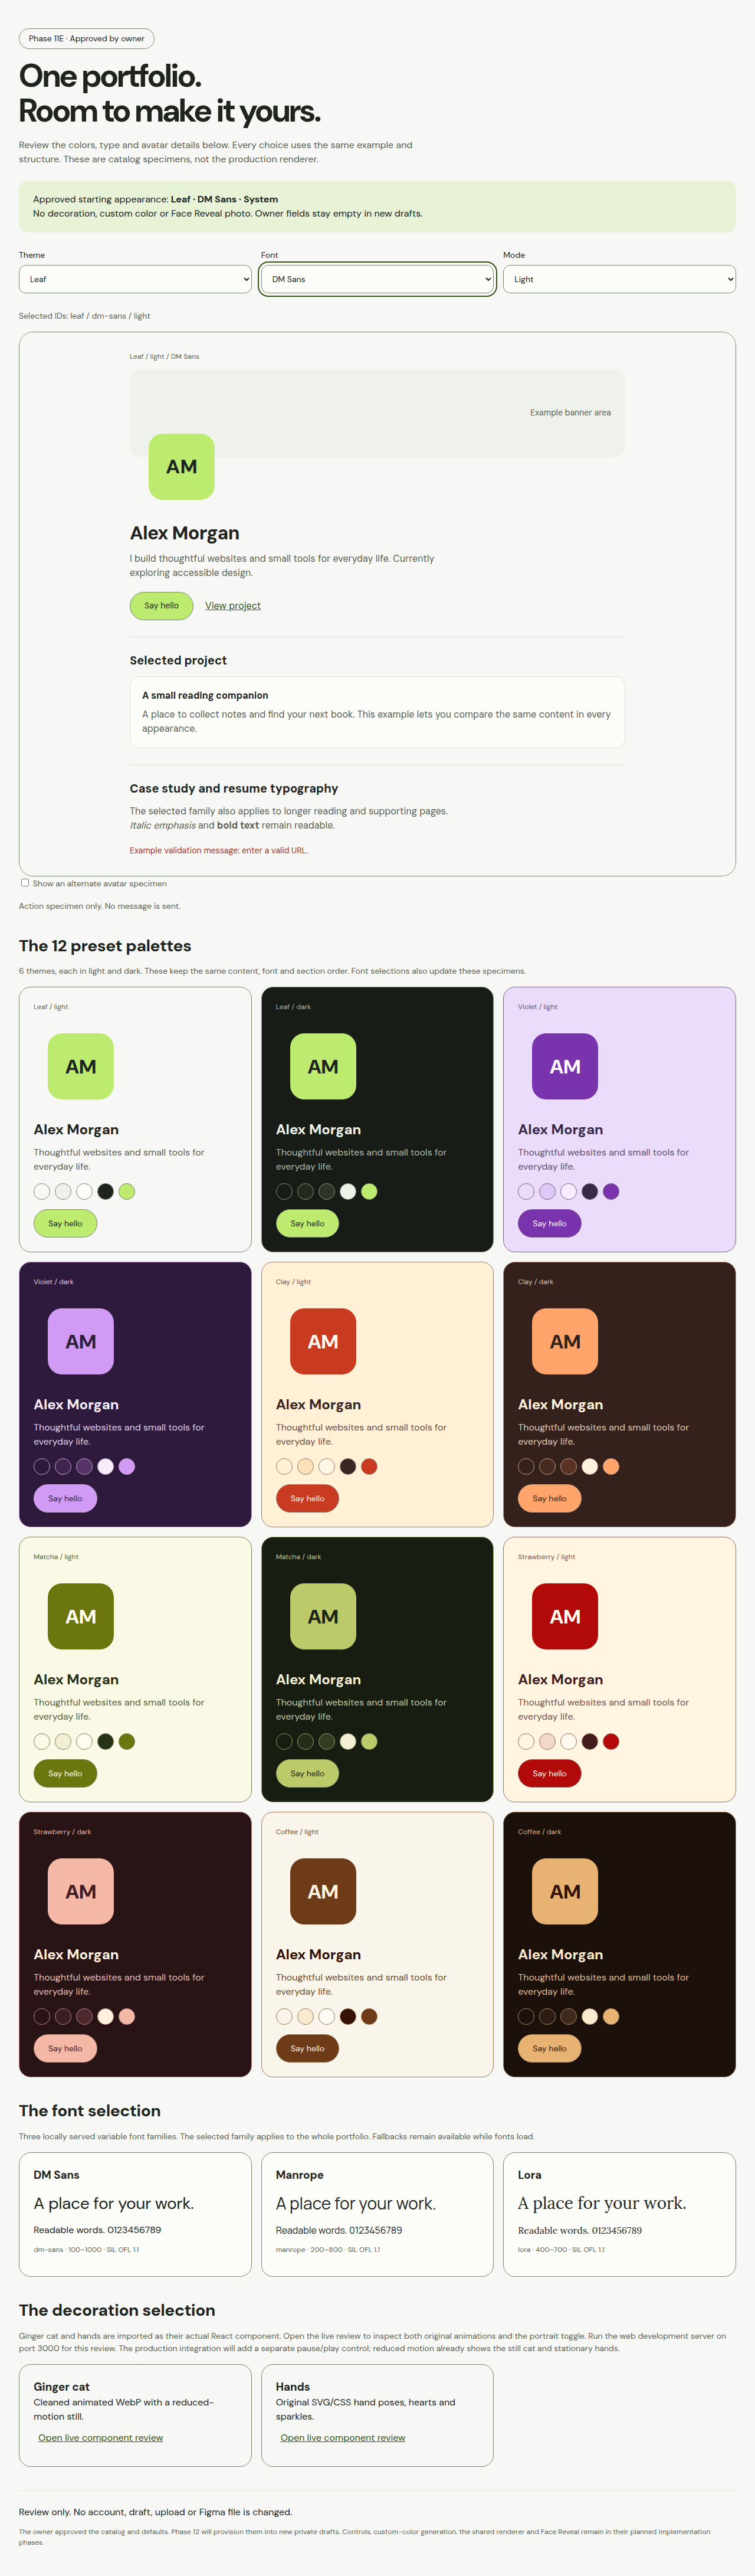 Phase 11E · Approved by owner
One portfolio.
Room to make it yours.
Review the colors, type and avatar details below. Every choice uses the same example and
structure. These are catalog specimens, not the production renderer.
Approved starting appearance: Leaf · DM Sans · System
No decoration, custom color or Face Reveal photo. Owner fields stay empty in new drafts.
Theme Font Mode
Leaf DM Sans Light
Selected IDs: leaf / dm-sans / light
Leaf / light / DM Sans
Example banner area
AM
Alex Morgan
I build thoughtful websites and small tools for everyday life. Currently
exploring accessible design.
Say hello View project
Selected project
A small reading companion
A place to collect notes and find your next book. This example lets you compare the same content in every
appearance.
Case study and resume typography
The selected family also applies to longer reading and supporting pages.
Italic emphasis and bold text remain readable.
Example validation message: enter a valid URL.
Show an alternate avatar specimen
Action specimen only. No message is sent.
The 12 preset palettes
6 themes, each in light and dark. These keep the same content, font and section order. Font selections also update these specimens.
Leaf / light
AM
Alex Morgan
Thoughtful websites and small tools for
everyday life.
Say hello
Leaf / dark
AM
Alex Morgan
Thoughtful websites and small tools for
everyday life.
Say hello
Violet / light
AM
Alex Morgan
Thoughtful websites and small tools for
everyday life.
Say hello
Violet / dark
AM
Alex Morgan
Thoughtful websites and small tools for
everyday life.
Say hello
Clay / light
AM
Alex Morgan
Thoughtful websites and small tools for
everyday life.
Say hello
Clay / dark
AM
Alex Morgan
Thoughtful websites and small tools for
everyday life.
Say hello
Matcha / light
AM
Alex Morgan
Thoughtful websites and small tools for
everyday life.
Say hello
Matcha / dark
AM
Alex Morgan
Thoughtful websites and small tools for
everyday life.
Say hello
Strawberry / light
AM
Alex Morgan
Thoughtful websites and small tools for
everyday life.
Say hello
Strawberry / dark
AM
Alex Morgan
Thoughtful websites and small tools for
everyday life.
Say hello
Coffee / light
AM
Alex Morgan
Thoughtful websites and small tools for
everyday life.
Say hello
Coffee / dark
AM
Alex Morgan
Thoughtful websites and small tools for
everyday life.
Say hello
The font selection
Three locally served variable font families. The selected family applies to the whole portfolio. Fallbacks remain available while fonts load.
DM Sans
A place for your work.
Readable words. 0123456789
dm-sans · 100–1000 · SIL OFL 1.1
Manrope
A place for your work.
Readable words. 0123456789
manrope · 200–800 · SIL OFL 1.1
Lora
A place for your work.
Readable words. 0123456789
lora · 400–700 · SIL OFL 1.1
The decoration selection
Ginger cat and hands are imported as their actual React component. Open the live review to inspect both original animations and the portrait toggle. Run the web development server on
port 3000 for this review. The production integration will add a separate pause/play control; reduced motion already shows the still cat and stationary hands.
Ginger cat
Cleaned animated WebP with a reduced-
motion still.
Open live component review
Hands
Original SVG/CSS hand poses, hearts and
sparkles.
Open live component review
Review only. No account, draft, upload or Figma file is changed.
The owner approved the catalog and defaults. Phase 12 will provision them into new private drafts. Controls, custom-color generation, the shared renderer and Face Reveal remain in their planned implementation
phases.